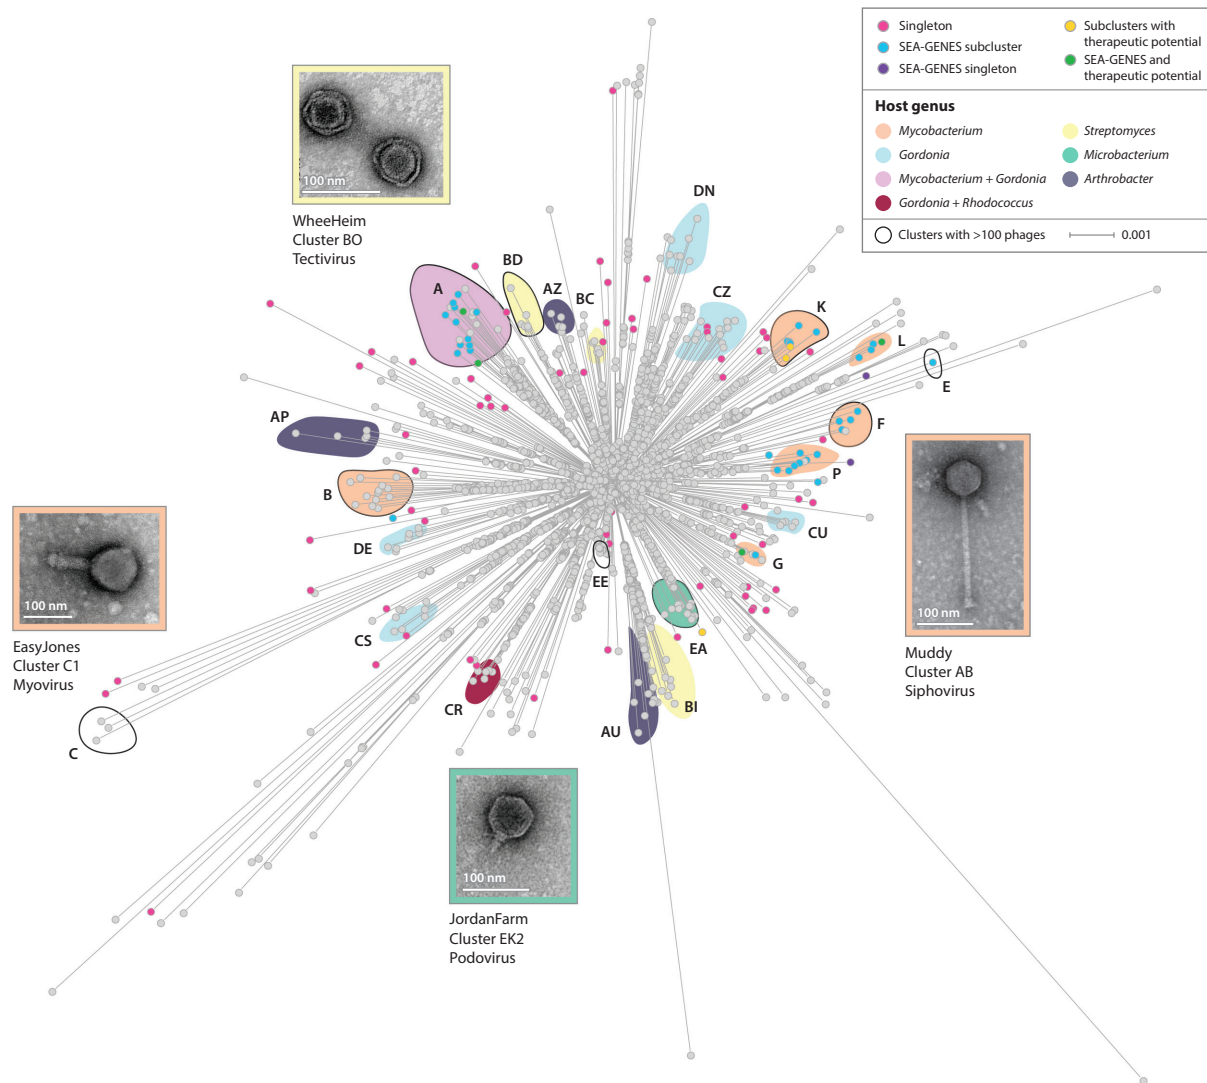 Singleton
SEA-GENES subcluster
SEA-GENES singleton
Subclusters with
therapeutic potential
SEA-GENES and
therapeutic potential
Host genus
Mycobacterium
Gordonia
Mycobacterium + Gordonia
Gordonia + Rhodococcus
Streptomyces
Microbacterium
Arthrobacter
Clusters with >100 phages
0.001
100 nm
WheeHeim
Cluster BO
Tectivirus
DN
BD
AZ
BC
A
CZ
K
L
E
AP
F
P
B
DE
CU
G
EE
CS
EA
CR
AU
BI
C
100 nm
EasyJones
Cluster C1
Myovirus
100 nm
Muddy
Cluster AB
Siphovirus
100 nm
JordanFarm
Cluster EK2
Podovirus